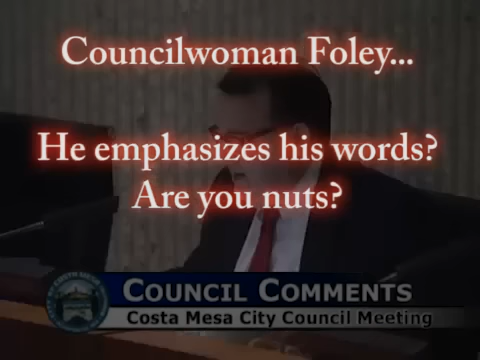 Councilwoman Foley...
He emphasizes his words?
Are you nuts?
COUNCIL COMMENTS
Costa Mesa City Council Meeting